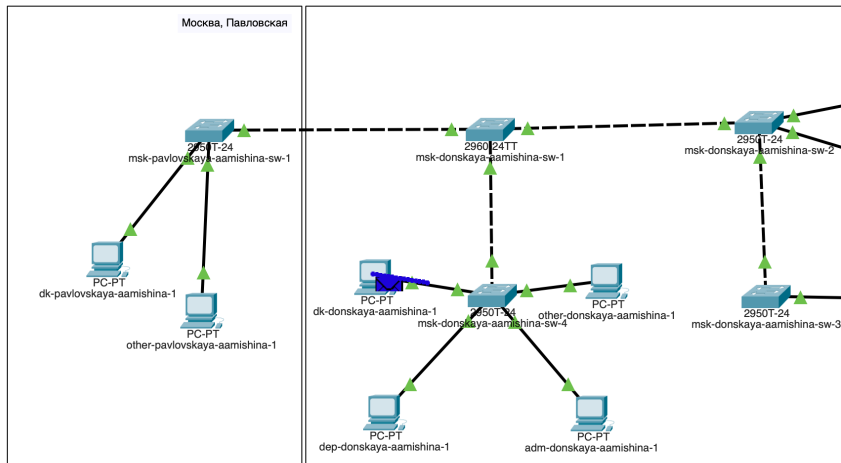 Москва, Павловская
2950T-24
msk-pavlovskaya-aamishina-sw-1
2960-24TT
msk-donskaya-aamishina-sw-1
2950T-24
msk-donskaya-aamishina-sw-2
PC-PT
dk-pavlovskaya-aamishina-1
PC-PT
other-pavlovskaya-aamishina-1
PC-PT
dk-donskaya-aamishina-1
2950T-24
msk-donskaya-aamishina-sw-4
PC-PT
other-donskaya-aamishina-1
2950T-24
msk-donskaya-aamishina-sw-3
PC-PT
dep-donskaya-aamishina-1
PC-PT
adm-donskaya-aamishina-1